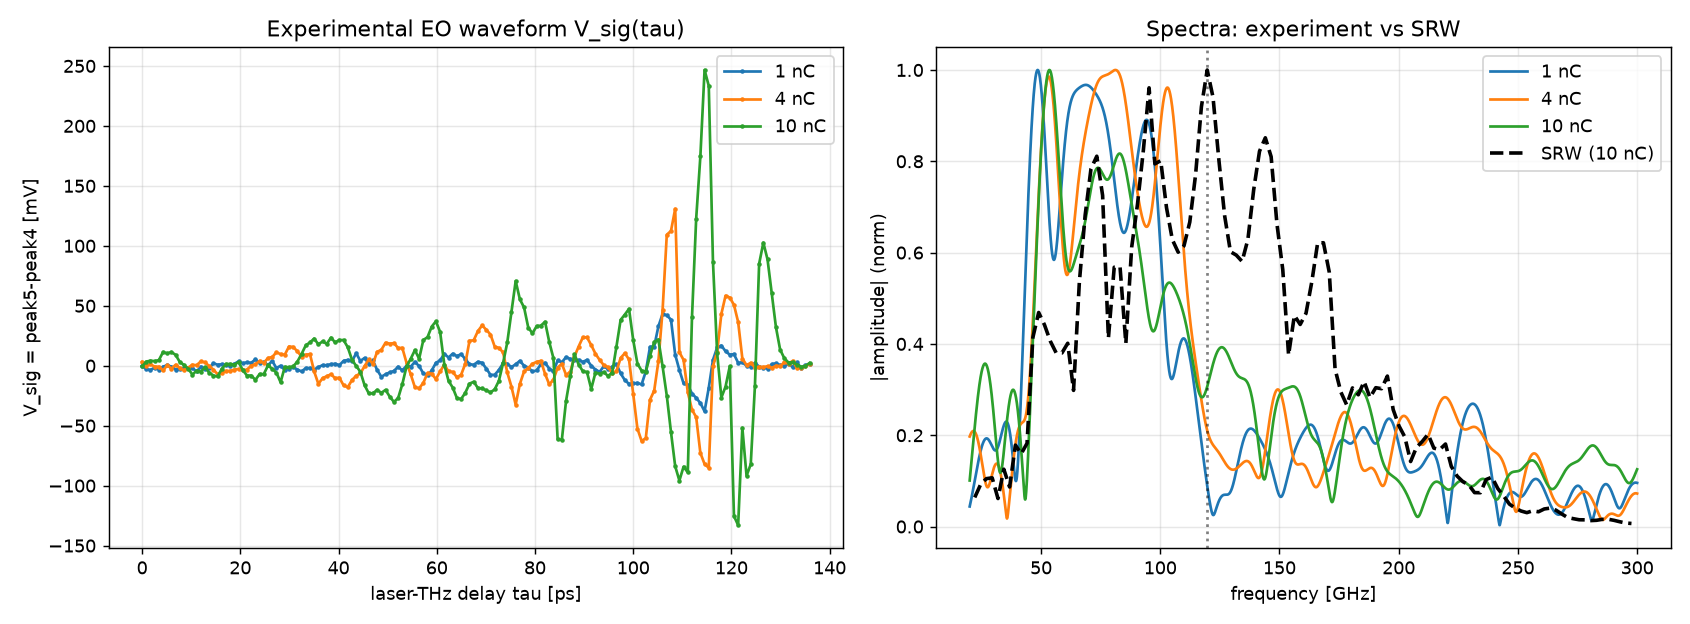 Experimental EO waveform V_sig(tau)
V_sig = peak5-peak4 [mV]
250
200
150
100
50
0
−50
−100
−150
0 20 40 60 80 100 120 140
laser-THz delay tau [ps]
1 nC
4 nC
10 nC
Spectra: experiment vs SRW
|amplitude| (norm)
1.0
0.8
0.6
0.4
0.2
0.0
50 100 150 200 250 300
frequency [GHz]
1 nC
4 nC
10 nC
SRW (10 nC)